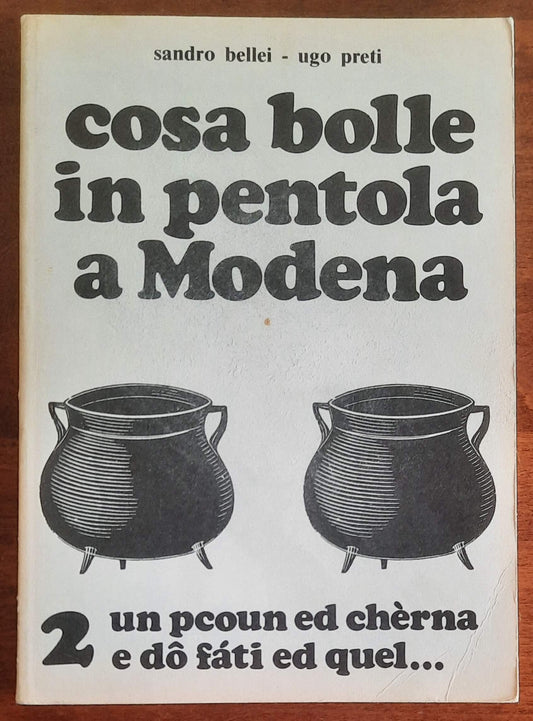 sandro bellei - ugo preti
cosa bolle
in pentola
a Modena
2 un pcoun ed chèrna
e dô fáti ed quel...